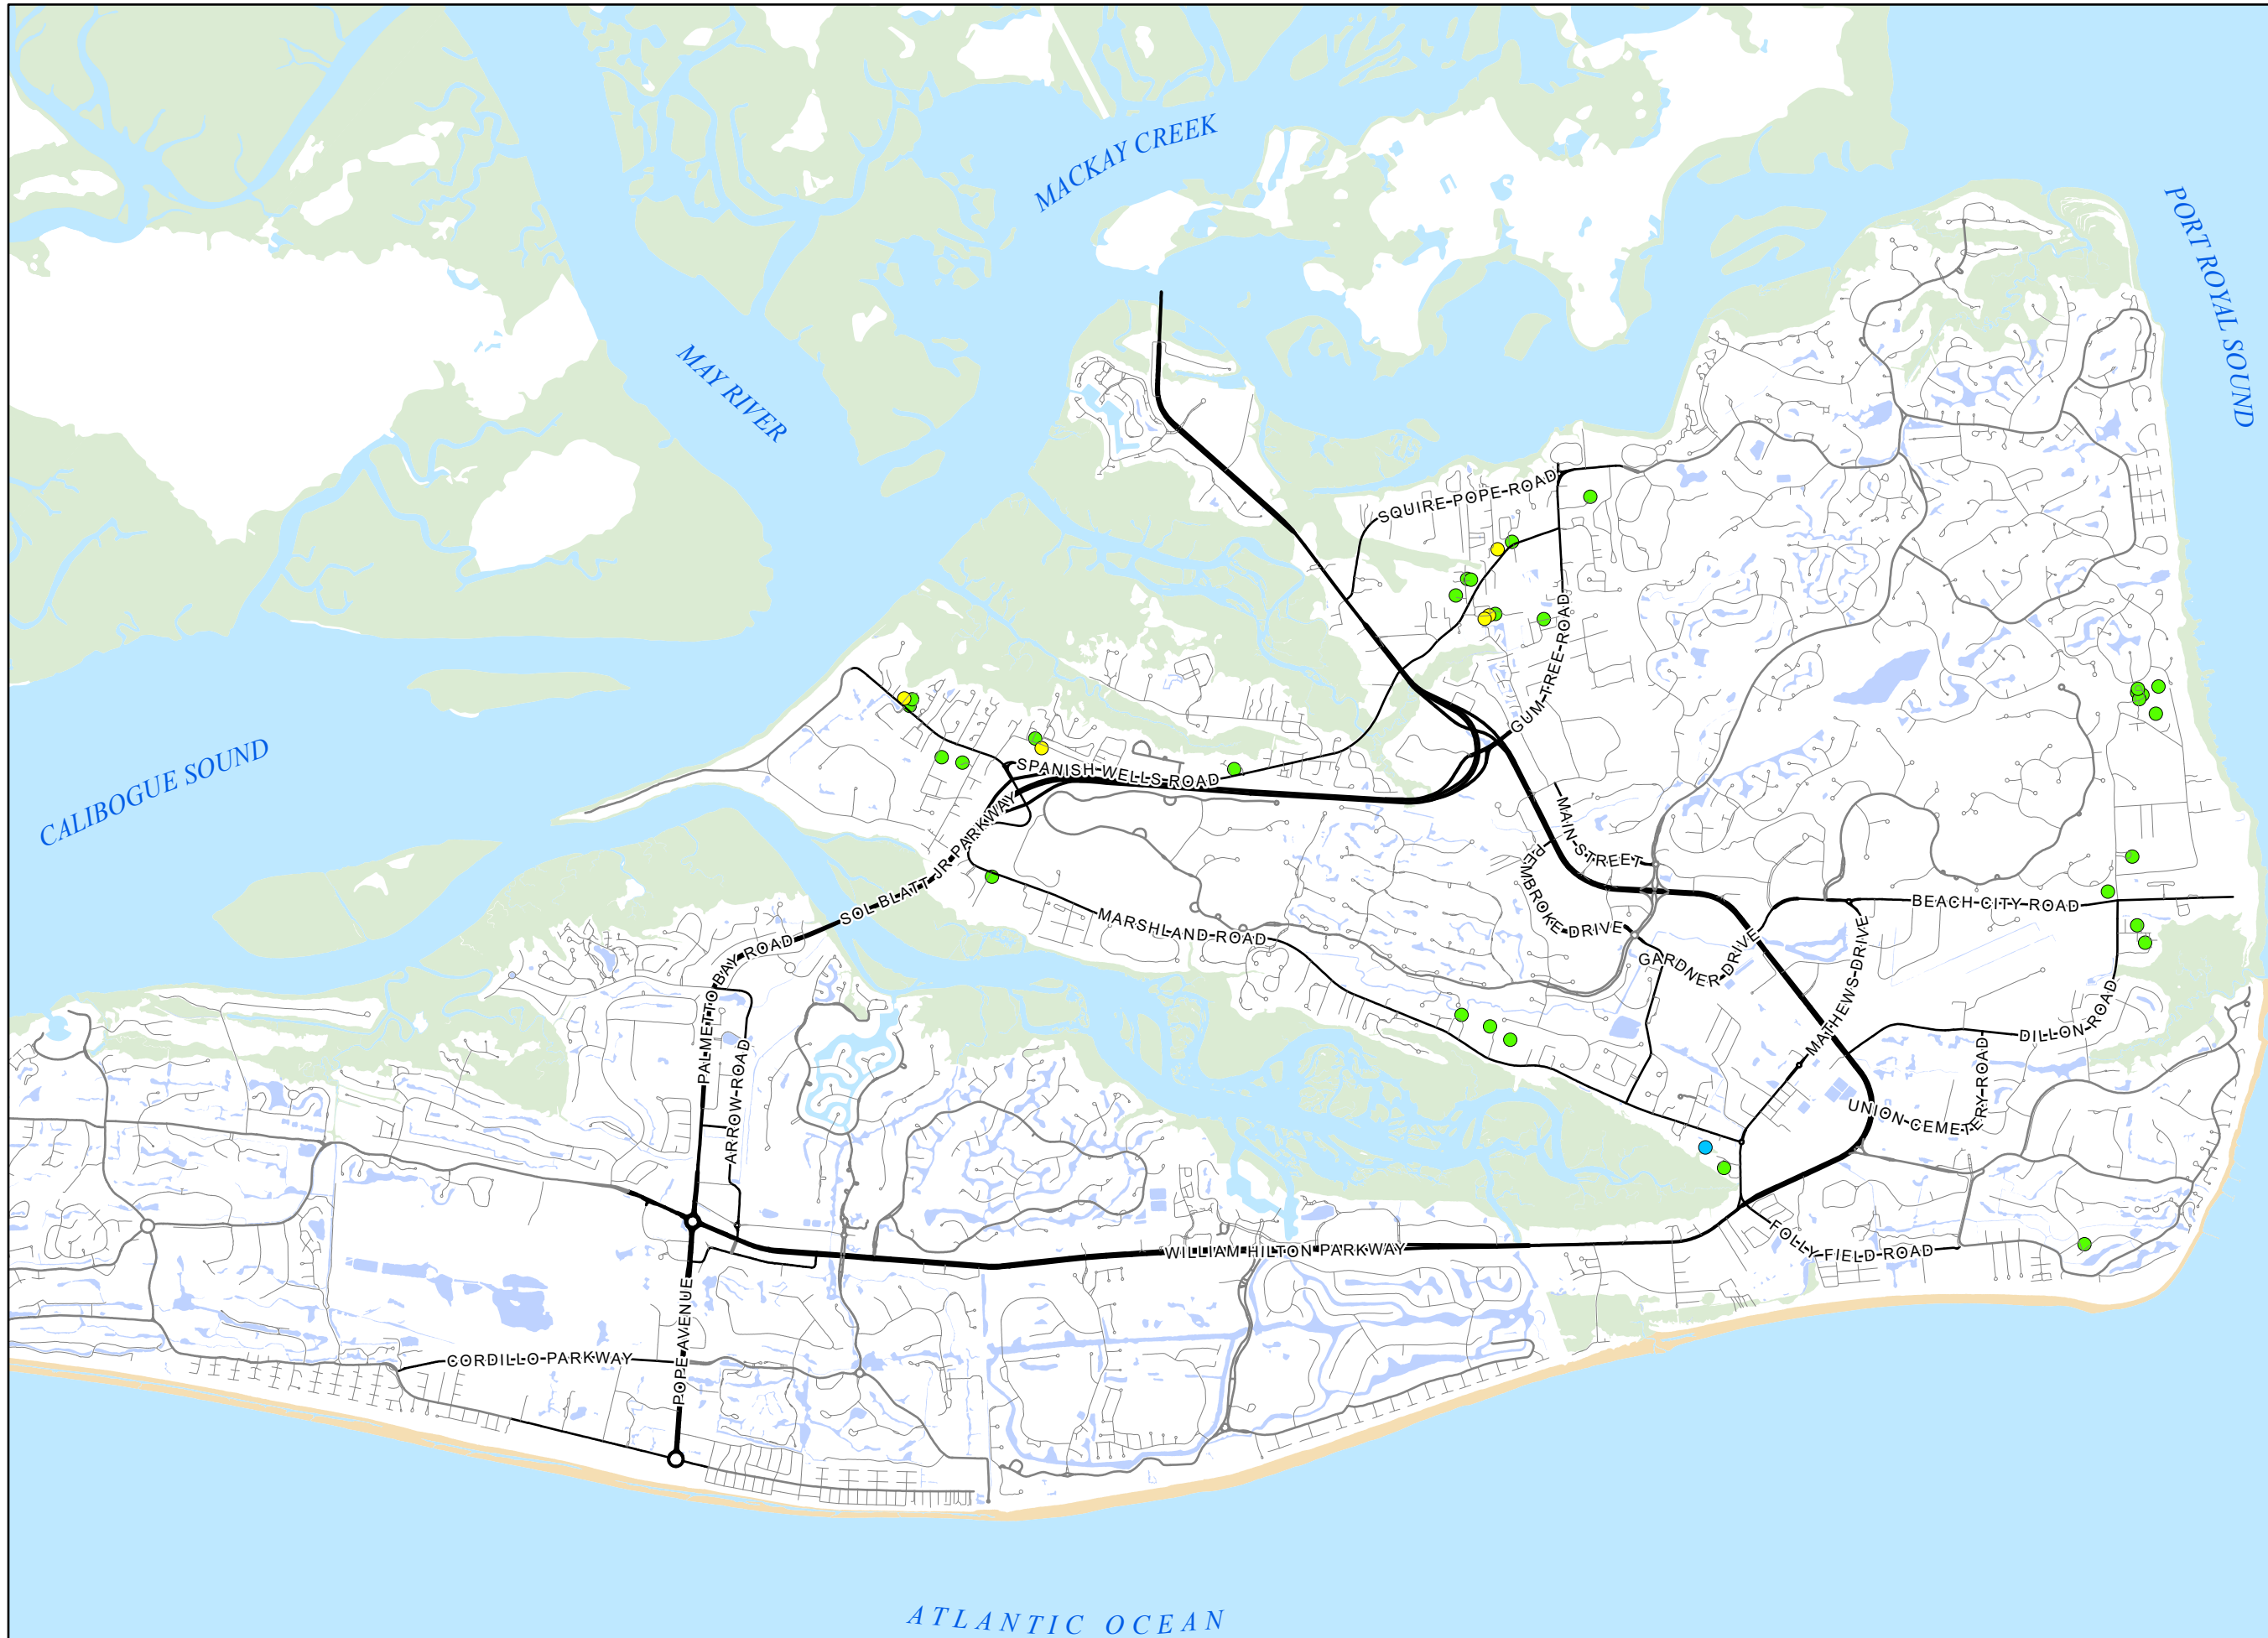 MACKAY CREEK
PORT ROYAL SOUND
MAY RIVER
SQUIRE POPE ROAD
GUM TREE ROAD
CALIBOGUE SOUND
SPANISH WELLS ROAD
MAIN STREET
PEMBROKE DRIVE
SOL BLATT JR PARKWAY
MARSHLAND ROAD
BEACH CITY ROAD
GARDNER DRIVE
MATHEWS DRIVE
PALMETTO BAY ROAD
ARROW ROAD
DILLON ROAD
UNION CEMETERY ROAD
WILLIAM HILTON PARKWAY
FOLLY FIELD ROAD
POPE AVENUE
CORDILLO PARKWAY
ATLANTIC OCEAN